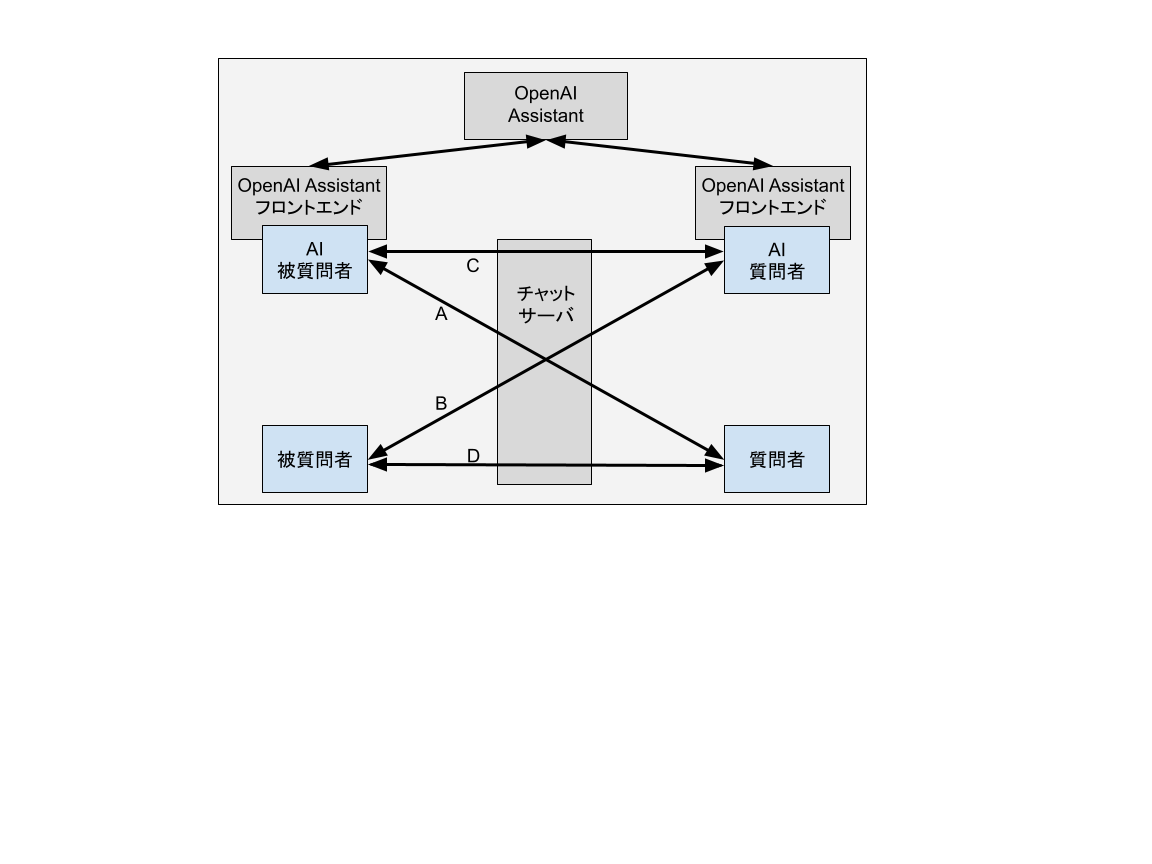 OpenAI
Assistant
OpenAI Assistant
フロントエンド
OpenAI Assistant
フロントエンド
AI
被質問者
AI
質問者
C
チャット
サーバ
A
B
被質問者
D
質問者